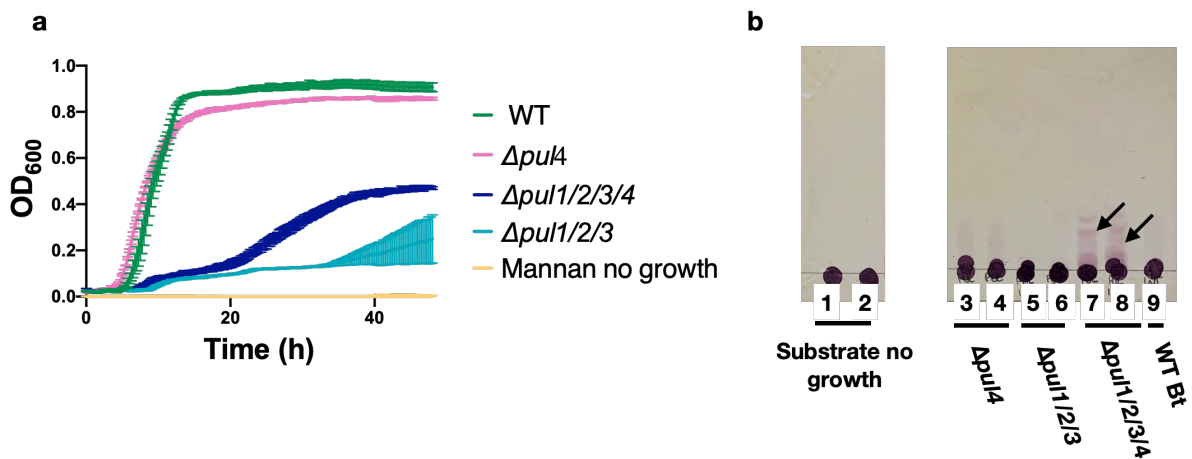 a
OD600
1.0
0.8
0.6
0.4
0.2
0.0
0
20
40
Time (h)
WT
Δpul4
Δpul1/2/3/4
Δpul1/2/3
Mannan no growth
b
1 2
3 4 5 6 7 8 9
Substrate no
growth
Δpul4
Δpul1/2/3
Δpul1/2/3/4
WT Bt